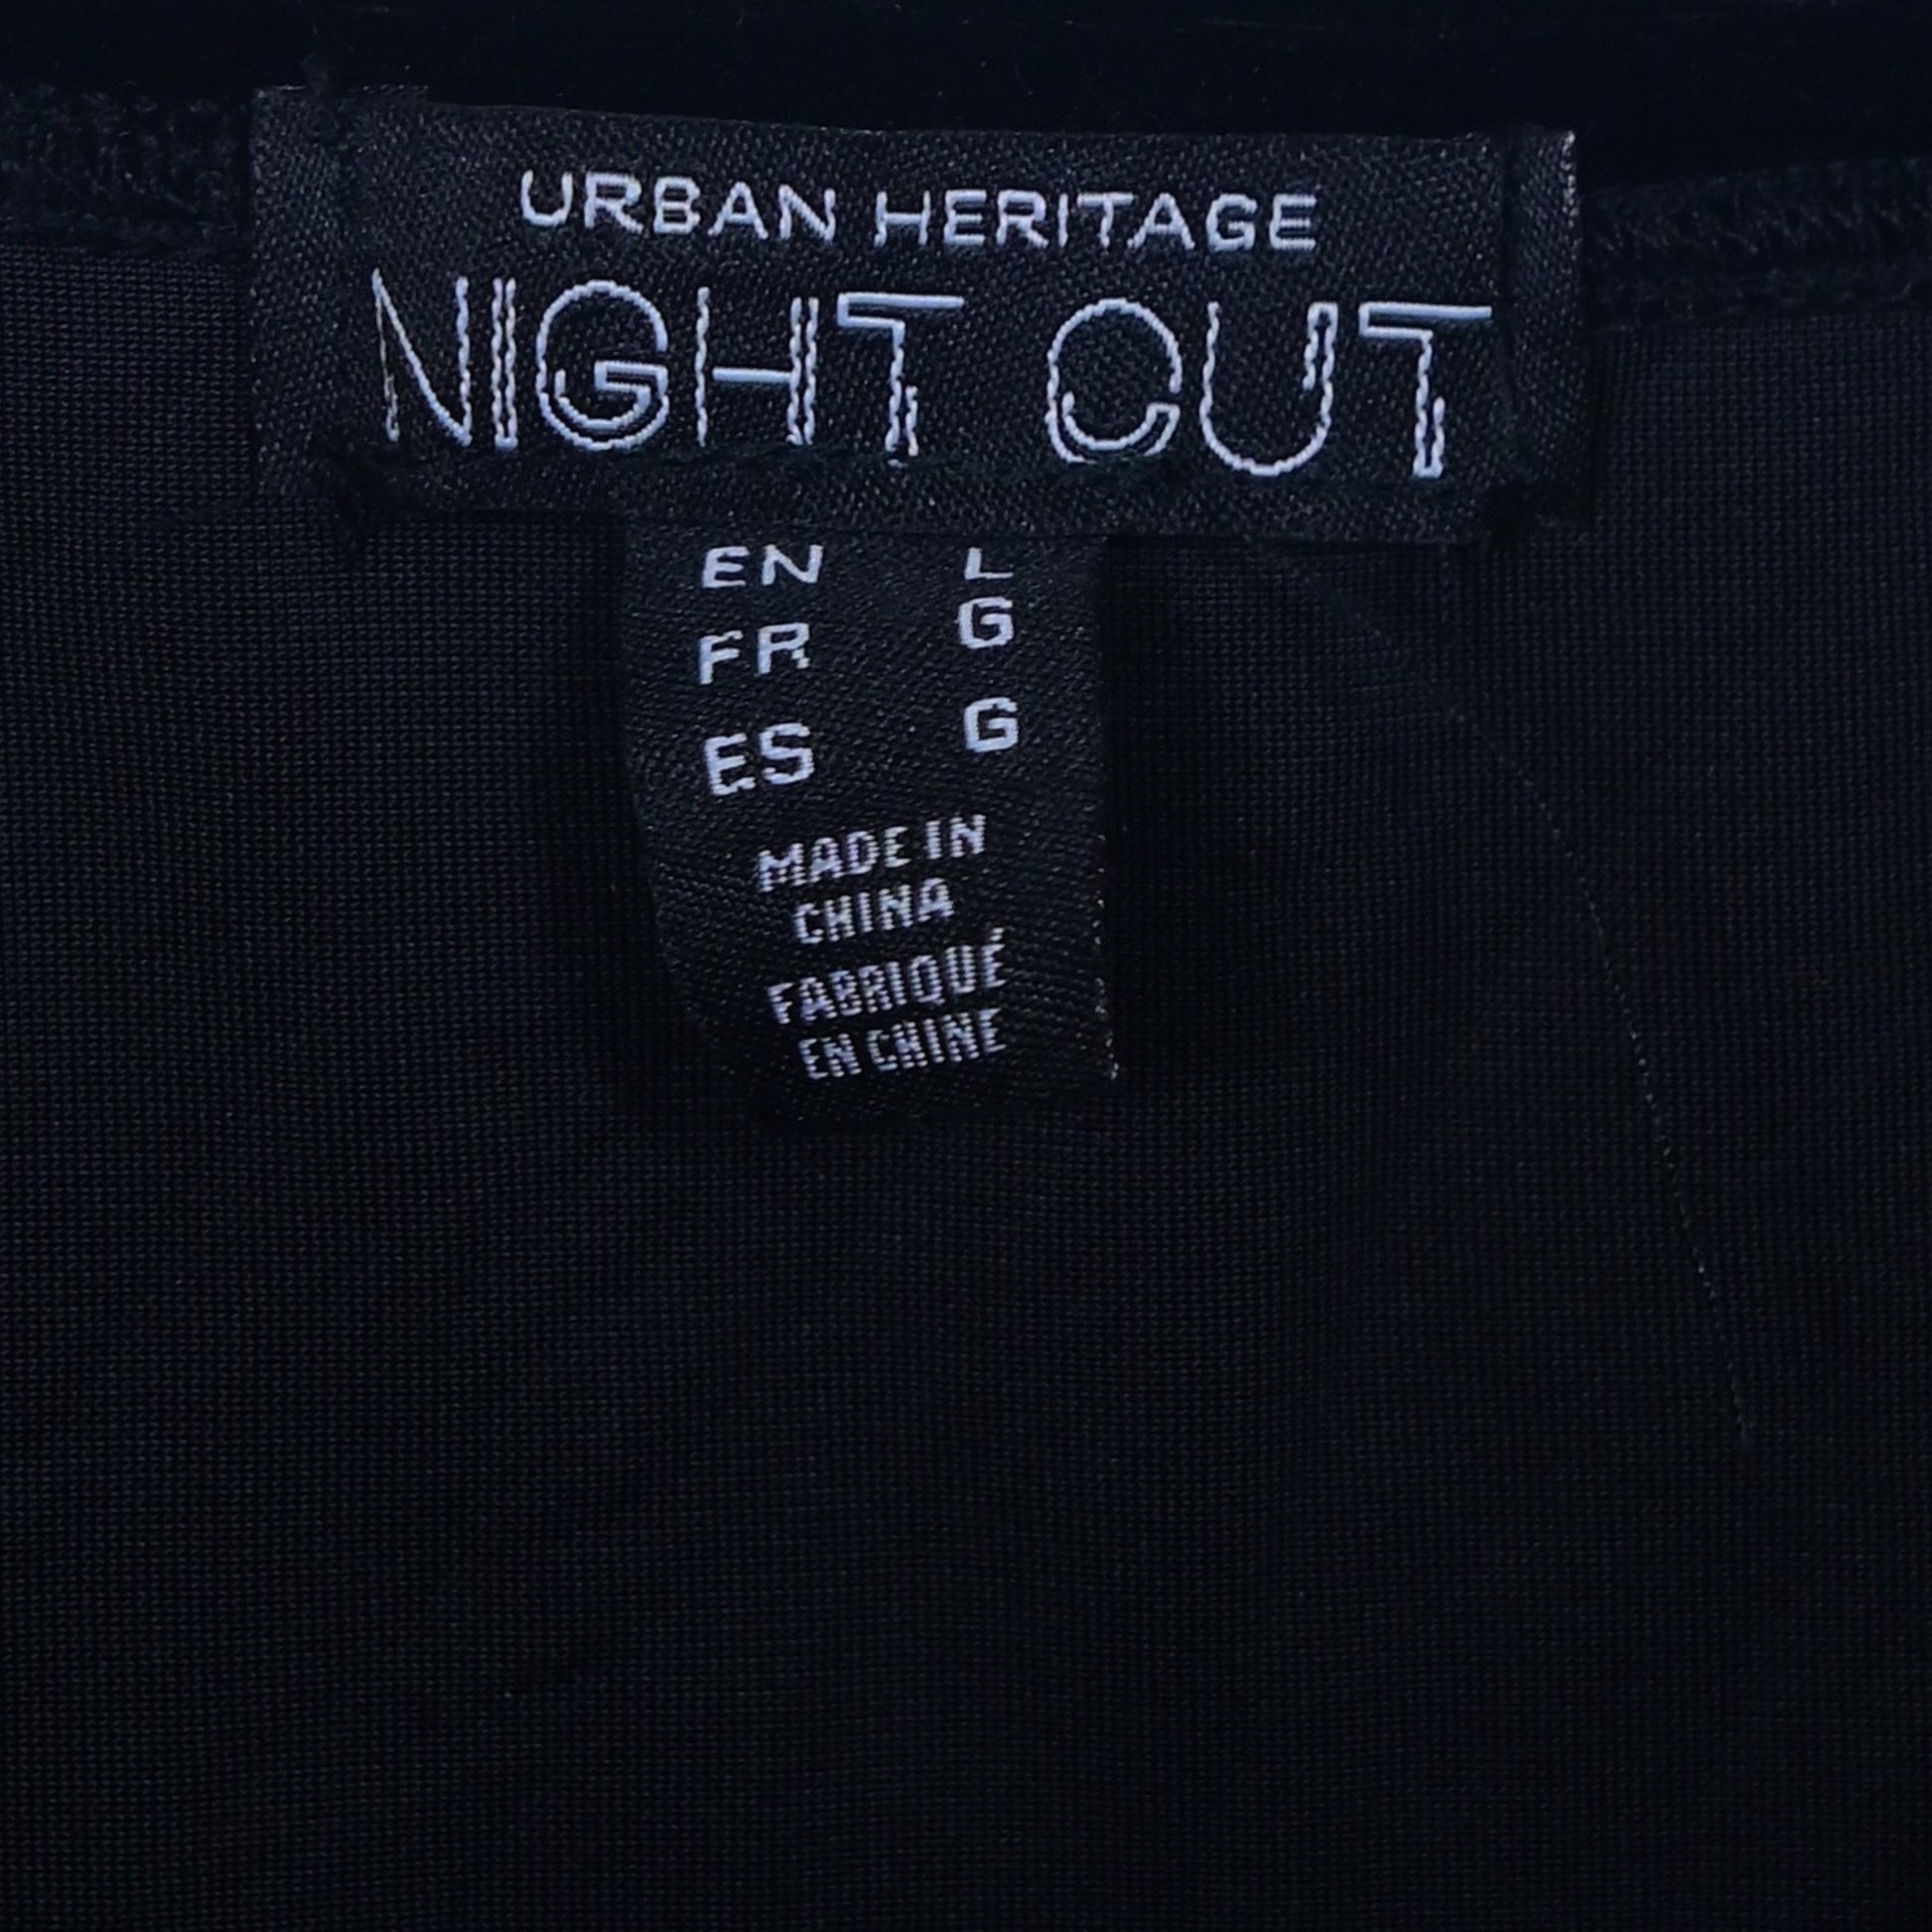 URBAN HERITAGE
NIGHT OUT
EN L
FR G
ES G
MADE IN
CHINA
FABRIQUÉ
EN CHINE